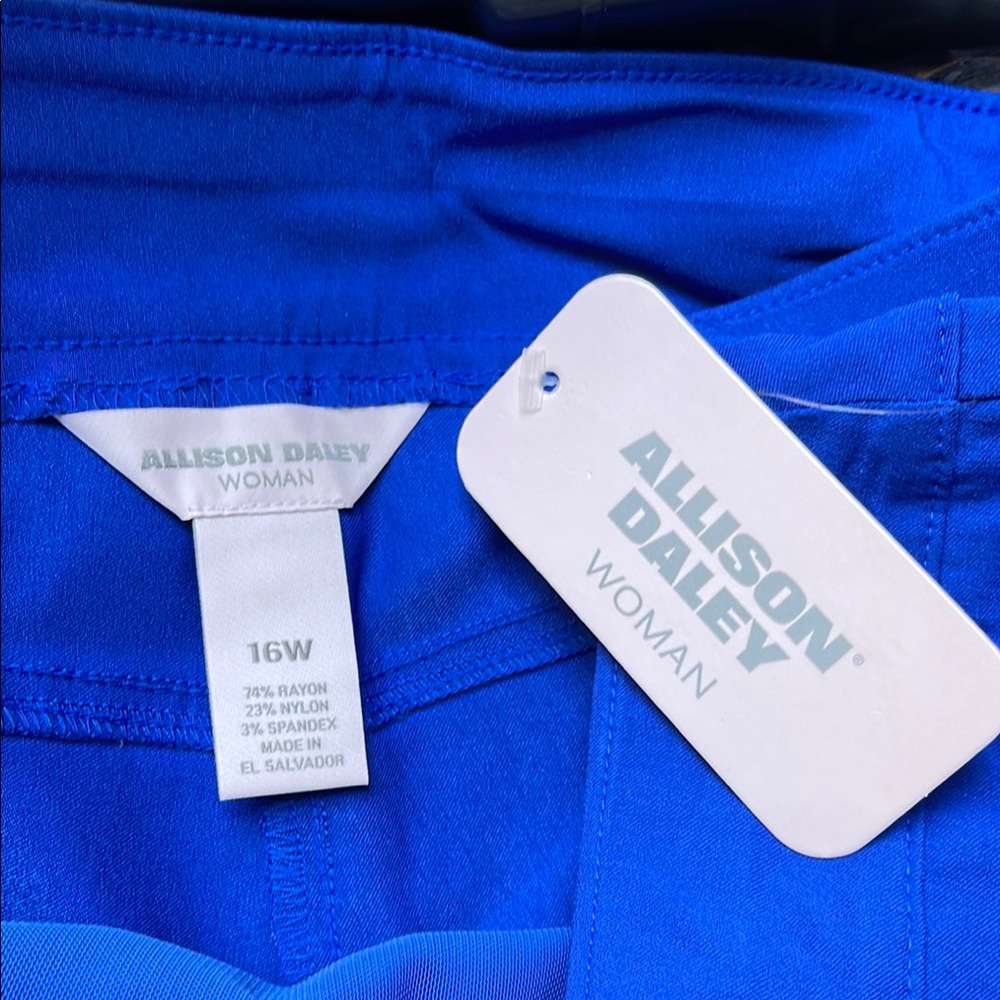 ALLISON DALEY
WOMAN
16W
74% RAYON
23% NYLON
3% SPANDEX
MADE IN
EL SALVADOR
ALLISON
DALEY®
WOMAN